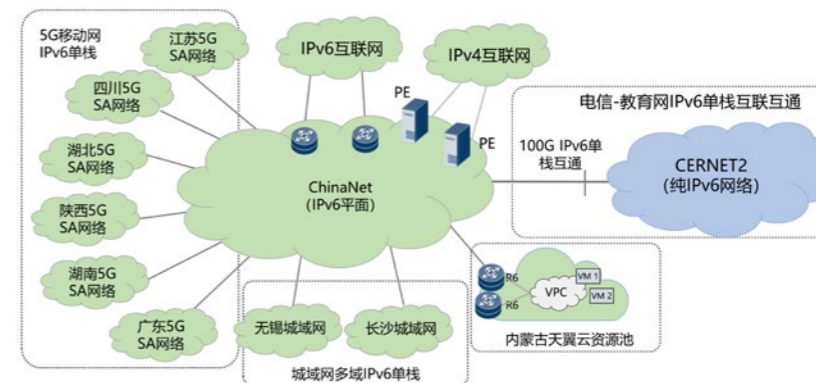 5G移动网
IPv6单栈
江苏5G
SA网络
四川5G
SA网络
湖北5G
SA网络
陕西5G
SA网络
湖南5G
SA网络
广东5G
SA网络
IPv6互联网
IPv4互联网
PE
PE
ChinaNet
（IPv6平面）
电信-教育网IPv6单栈互联互通
100G IPv6单
栈互通
CERNET2
（纯IPv6网络）
R6
R6
VPC
VM 1
VM 2
内蒙古天翼云资源池
无锡城域网
长沙城域网
城域网多域IPv6单栈